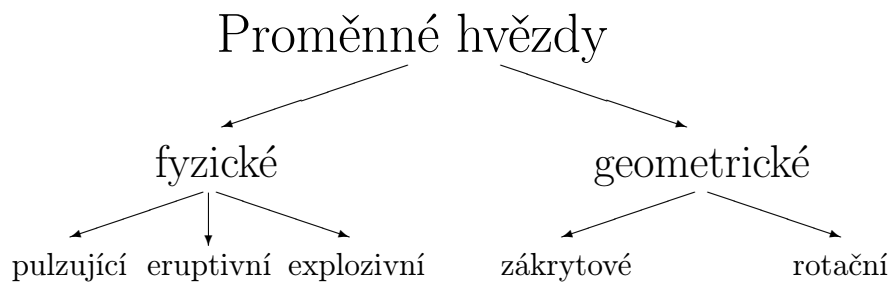 Proměnné hvězdy
fyzické geometrické
pulzující eruptivní explozivní zákrytové rotační